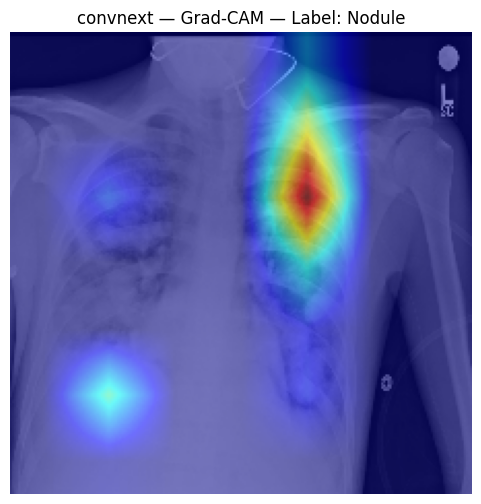 convnext — Grad-CAM — Label: Nodule
L